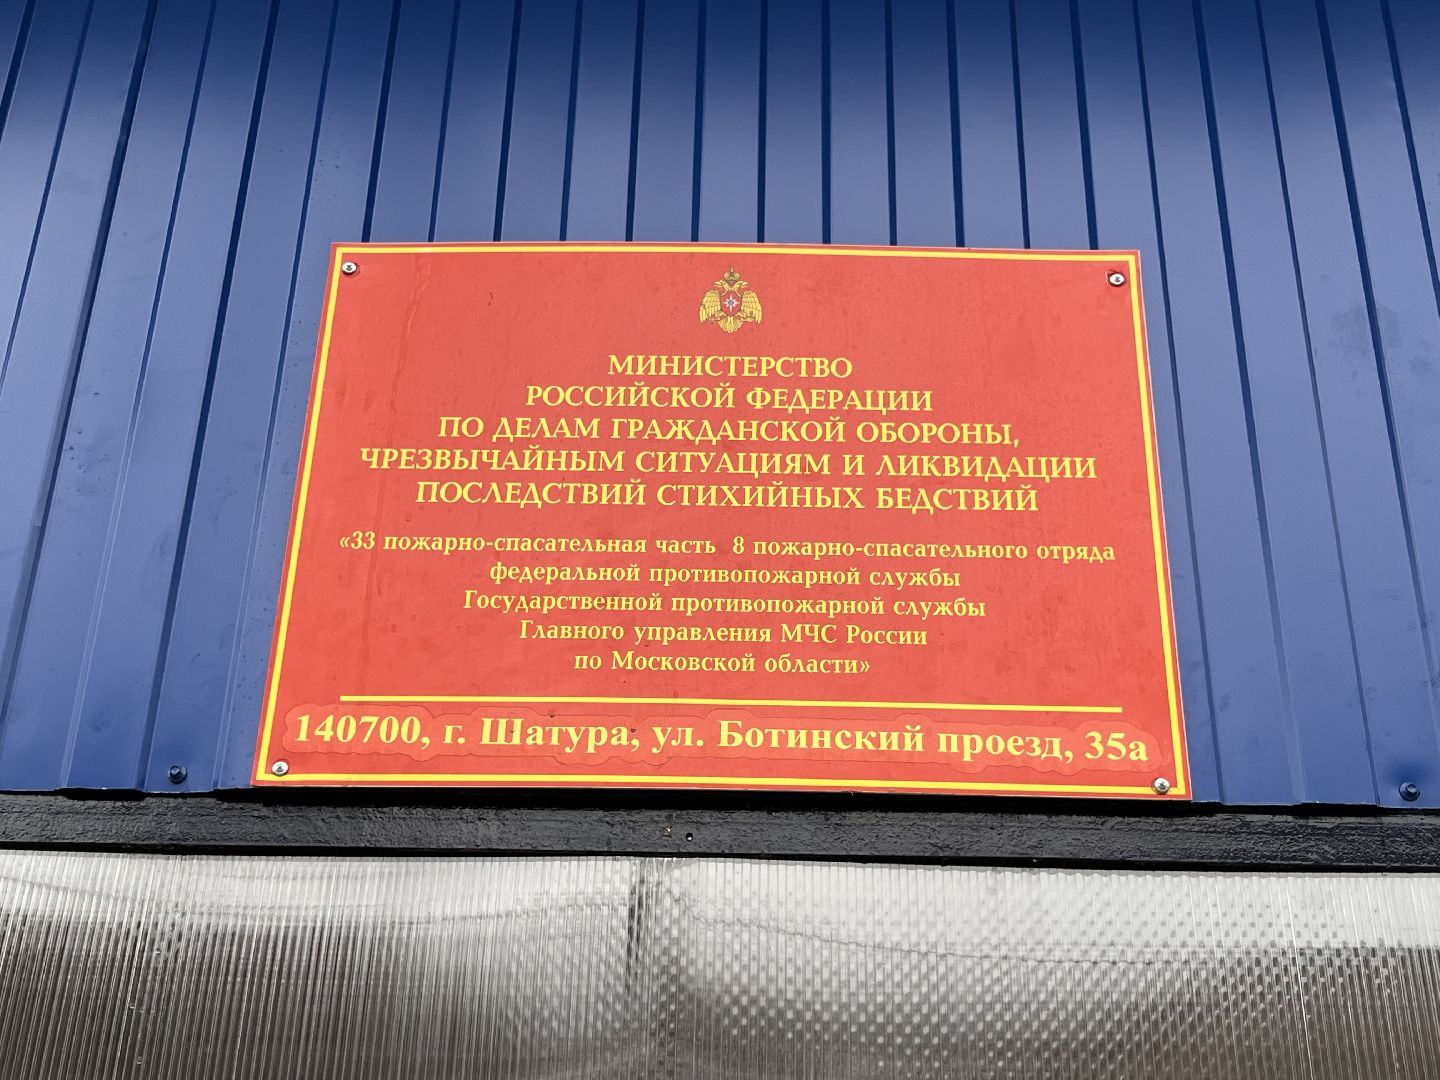 МИНИСТЕРСТВО
РОССИЙСКОЙ ФЕДЕРАЦИИ
ПО ДЕЛАМ ГРАЖДАНСКОЙ ОБОРОНЫ,
ЧРЕЗВЫЧАЙНЫМ СИТУАЦИЯМ И ЛИКВИДАЦИИ
ПОСЛЕДСТВИЙ СТИХИЙНЫХ БЕДСТВИЙ
«33 пожарно-спасательная часть 8 пожарно-спасательного отряда
федеральной противопожарной службы
Государственной противопожарной службы
Главного управления МЧС России
по Московской области»
140700, г. Шатура, ул. Ботинский проезд, 35а